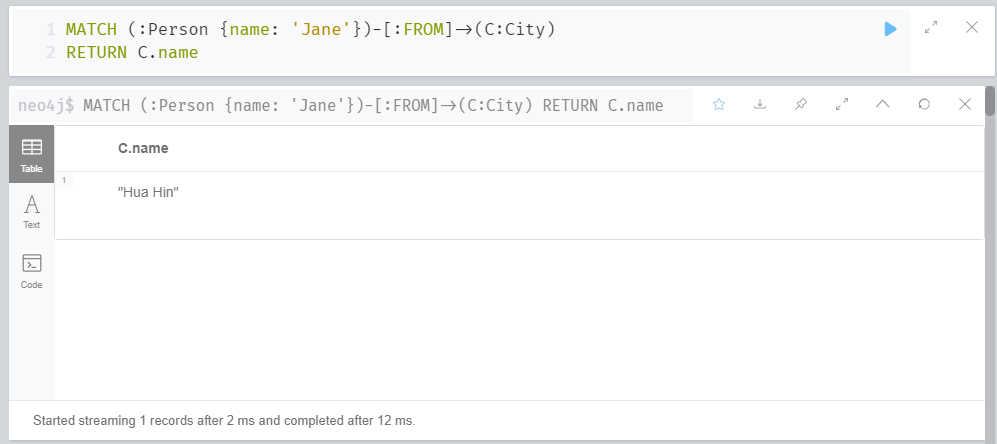 1 MATCH (:Person {name: 'Jane'})-[:FROM]→(C:City)
2 RETURN C.name
neo4j$ MATCH (:Person {name: 'Jane'})-[:FROM]→(C:City) RETURN C.name
Table
Text
Code
C.name
1 "Hua Hin"
Started streaming 1 records after 2 ms and completed after 12 ms.